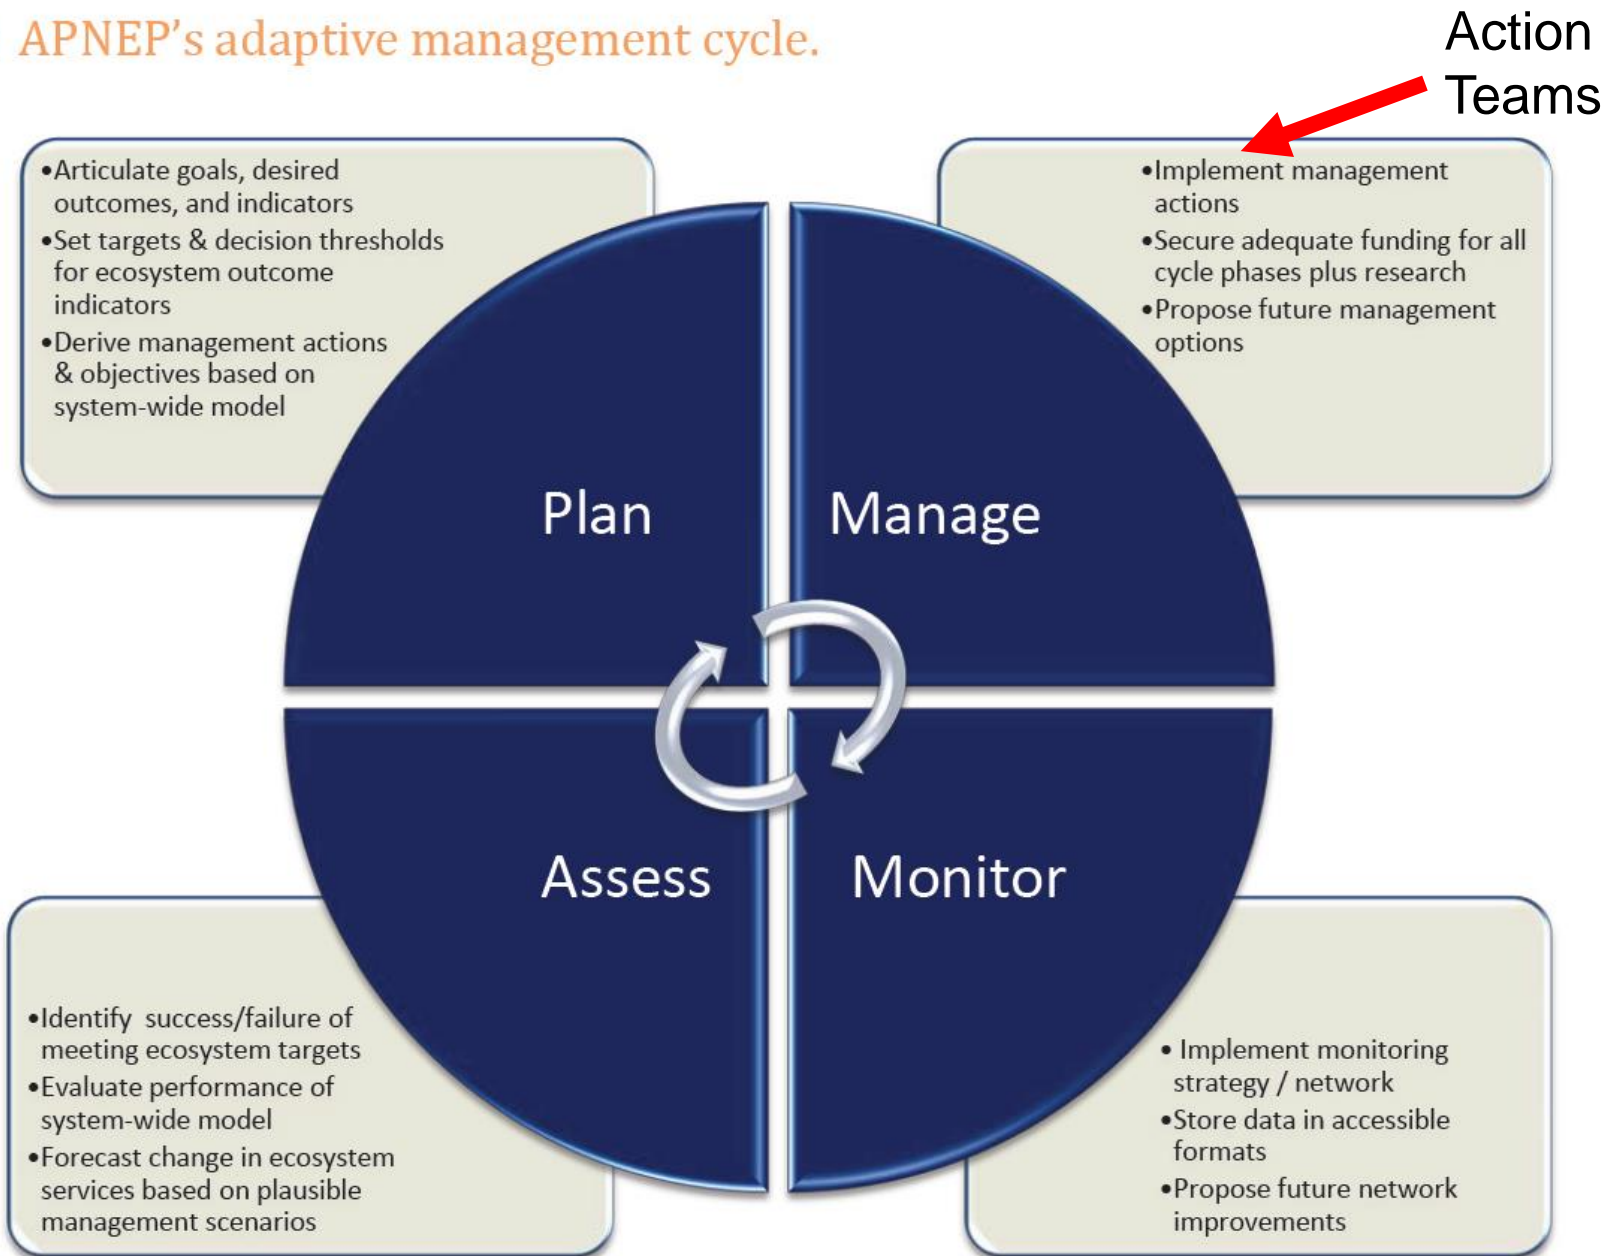 APNEP's adaptive management cycle.
Action
Teams
•Articulate goals, desired
outcomes, and indicators
•Set targets & decision thresholds
for ecosystem outcome
indicators
•Derive management actions
& objectives based on
system-wide model
•Implement management
actions
•Secure adequate funding for all
cycle phases plus research
•Propose future management
options
Plan
Manage
Assess
Monitor
•Identify success/failure of
meeting ecosystem targets
•Evaluate performance of
system-wide model
•Forecast change in ecosystem
services based on plausible
management scenarios
• Implement monitoring
strategy / network
•Store data in accessible
formats
•Propose future network
improvements